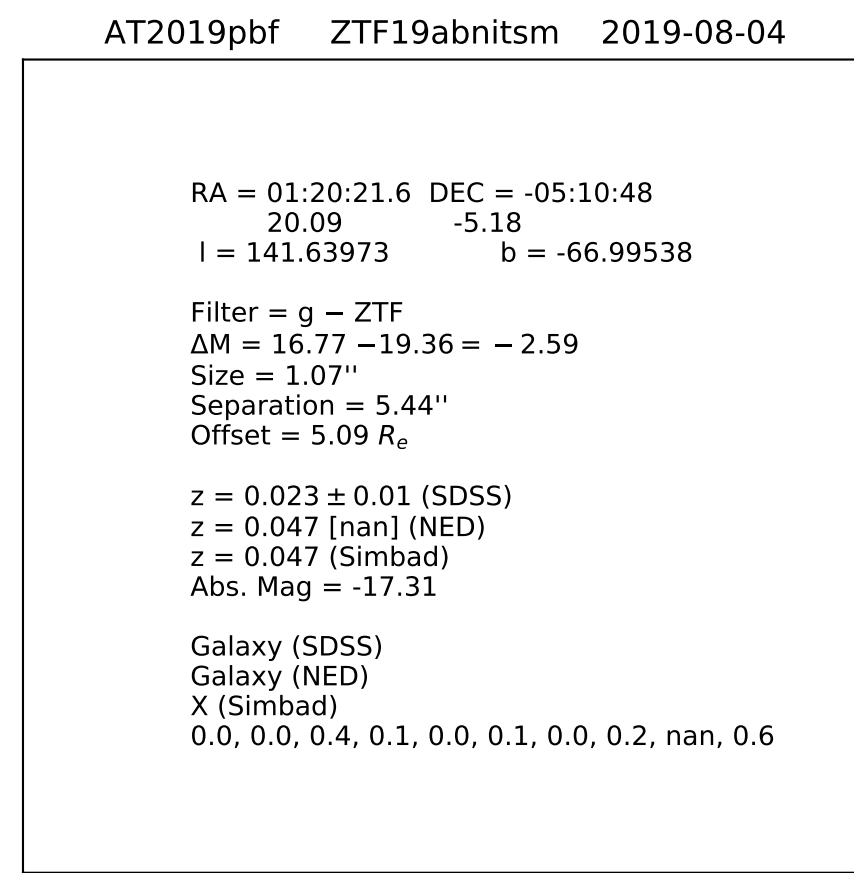 AT2019pbf ZTF19abnitsm 2019-08-04
RA = 01:20:21.6 DEC = -05:10:48
20.09 -5.18
l = 141.63973 b = -66.99538
Filter = g − ZTF
ΔM = 16.77 −19.36 = − 2.59
Size = 1.07''
Separation = 5.44''
Offset = 5.09 Rₑ
z = 0.023 ± 0.01 (SDSS)
z = 0.047 [nan] (NED)
z = 0.047 (Simbad)
Abs. Mag = -17.31
Galaxy (SDSS)
Galaxy (NED)
X (Simbad)
0.0, 0.0, 0.4, 0.1, 0.0, 0.1, 0.0, 0.2, nan, 0.6